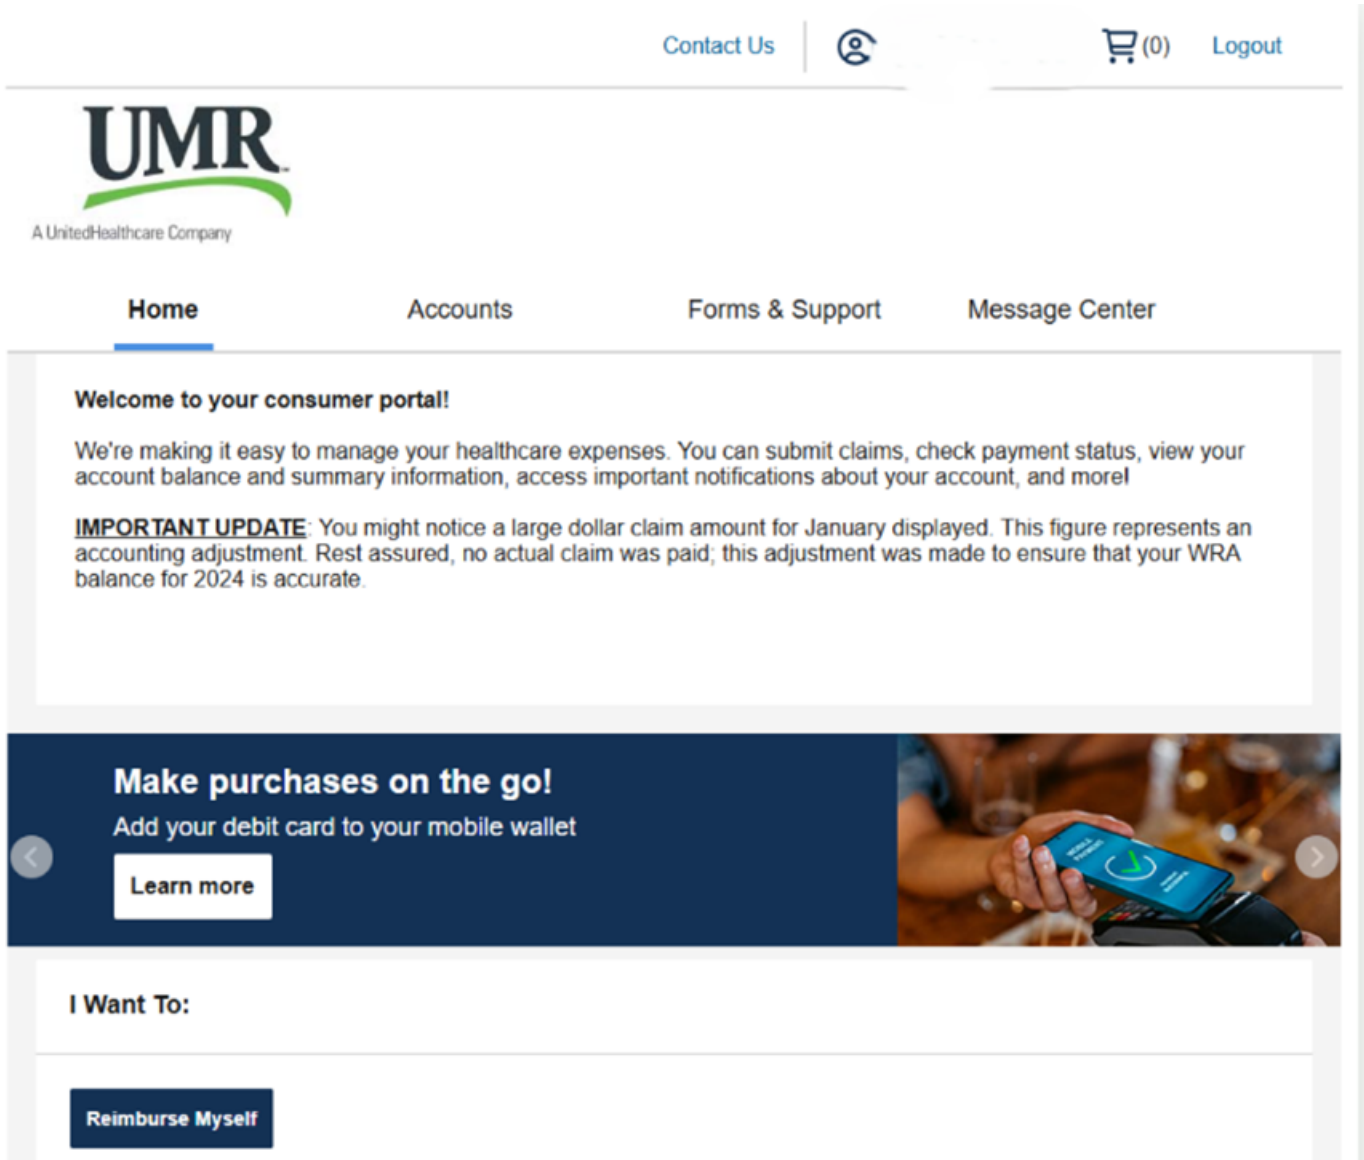 Contact Us
(0)
Logout
UMR
A UnitedHealthcare Company
Home
Accounts
Forms & Support
Message Center
Welcome to your consumer portal!
We're making it easy to manage your healthcare expenses. You can submit claims, check payment status, view your
account balance and summary information, access important notifications about your account, and more!
IMPORTANT UPDATE: You might notice a large dollar claim amount for January displayed. This figure represents an
accounting adjustment. Rest assured, no actual claim was paid; this adjustment was made to ensure that your WRA
balance for 2024 is accurate.
Make purchases on the go!
Add your debit card to your mobile wallet
Learn more
MOBILE
PAYMENT
I Want To:
Reimburse Myself